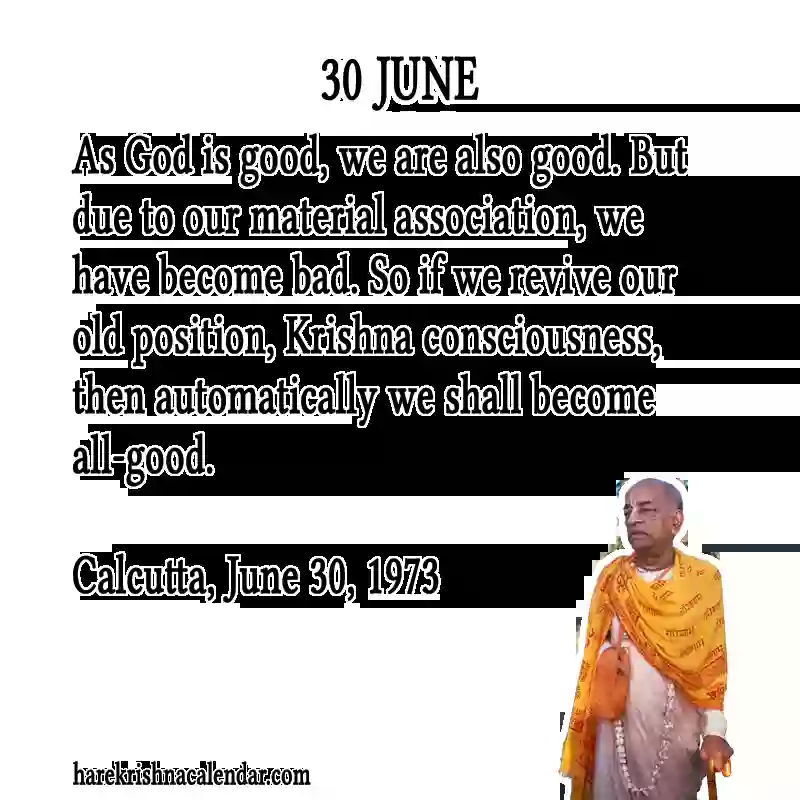 30 JUNE
As God is good, we are also good. But
due to our material association, we
have become bad. So if we revive our
old position, Krishna consciousness,
then automatically we shall become
all-good.
Calcutta, June 30, 1973
harekrishnacalendar.com